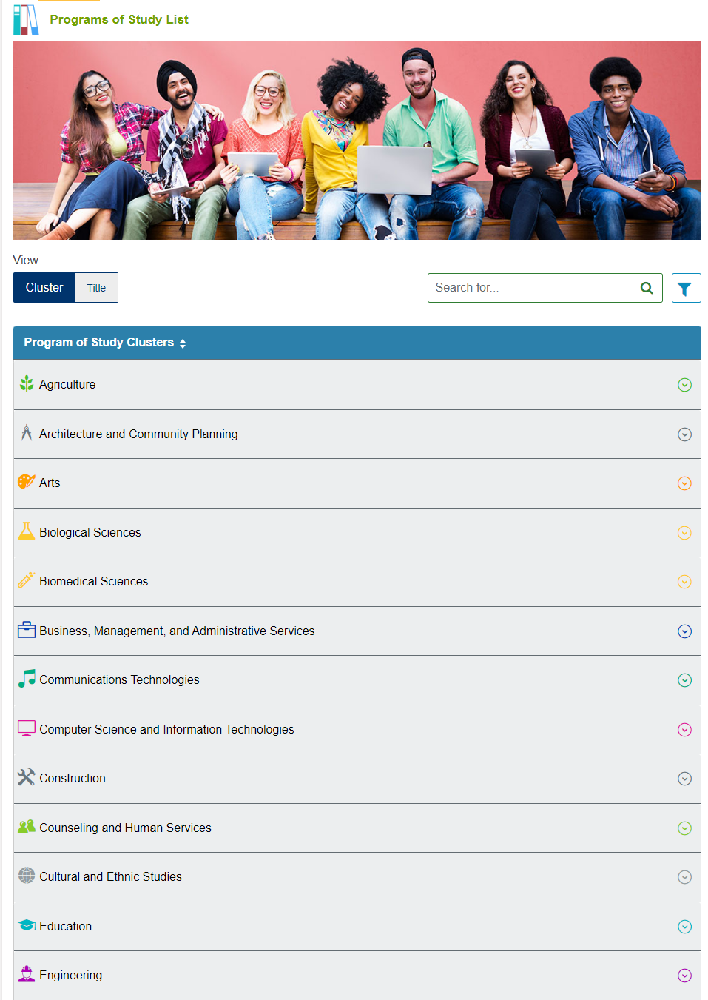 Programs of Study List
View:
Cluster
Title
Search for...
Program of Study Clusters
Agriculture
Architecture and Community Planning
Arts
Biological Sciences
Biomedical Sciences
Business, Management, and Administrative Services
Communications Technologies
Computer Science and Information Technologies
Construction
Counseling and Human Services
Cultural and Ethnic Studies
Education
Engineering